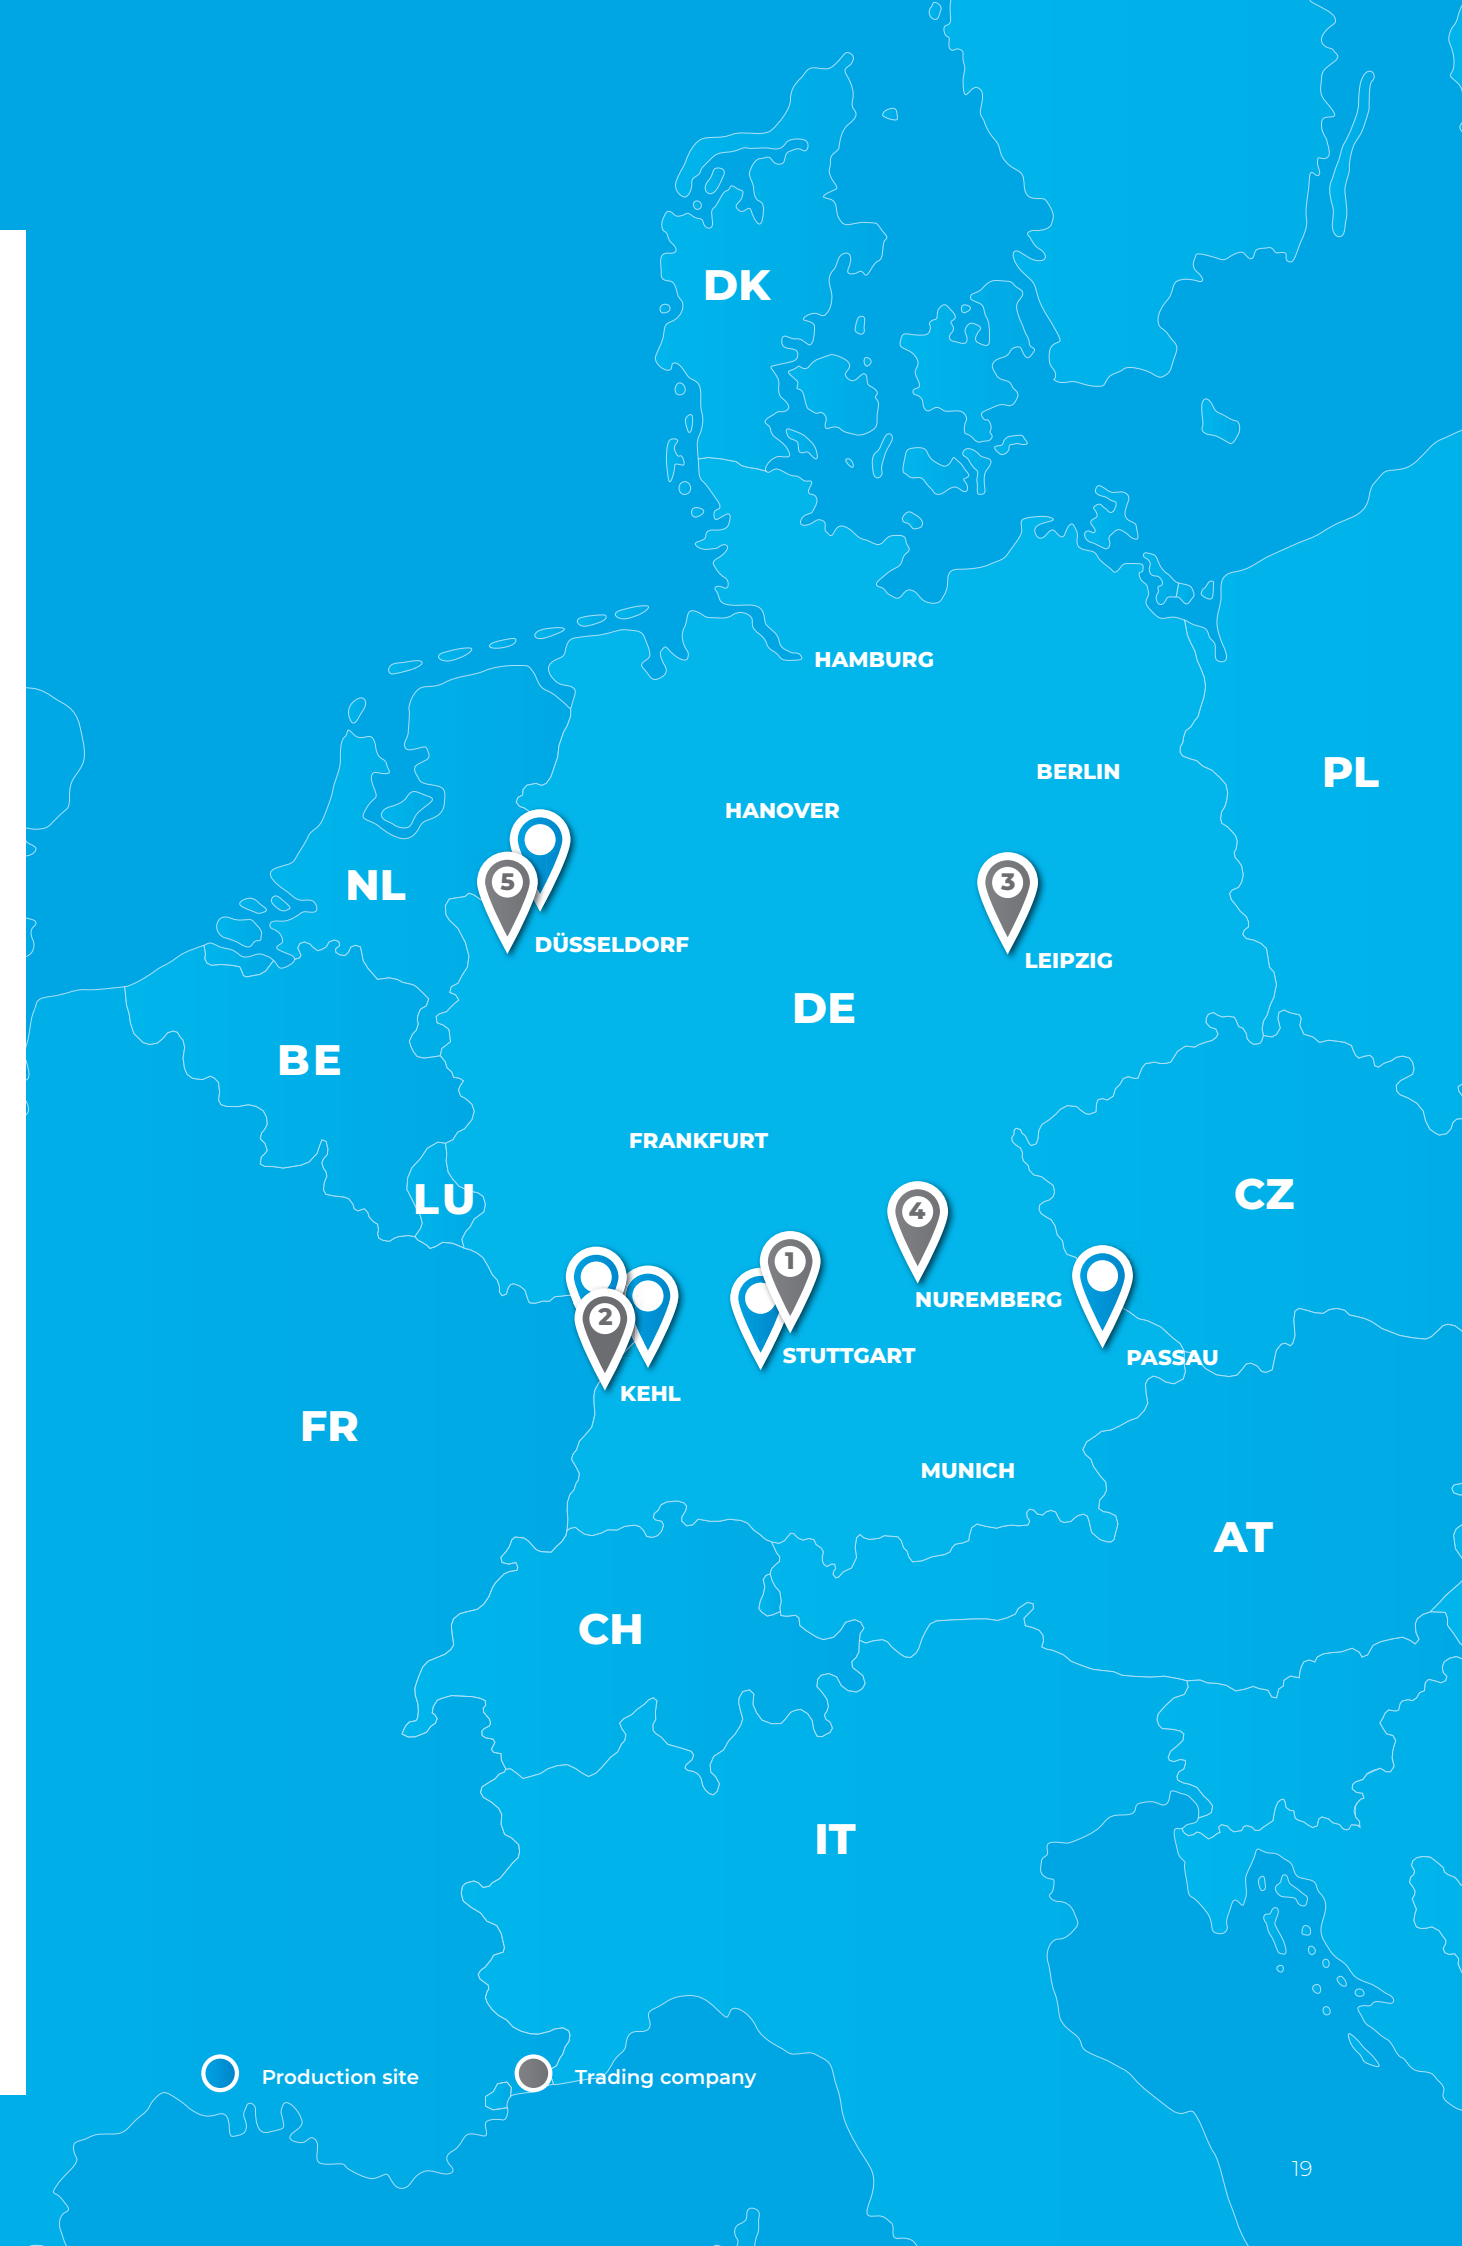 DK
HAMBURG
BERLIN
PL
HANOVER
NL
5
3
DÜSSELDORF
LEIPZIG
DE
BE
FRANKFURT
LU
CZ
4
1
NUREMBERG
2
STUTTGART
PASSAU
KEHL
FR
MUNICH
AT
CH
IT
Production site
Trading company
19